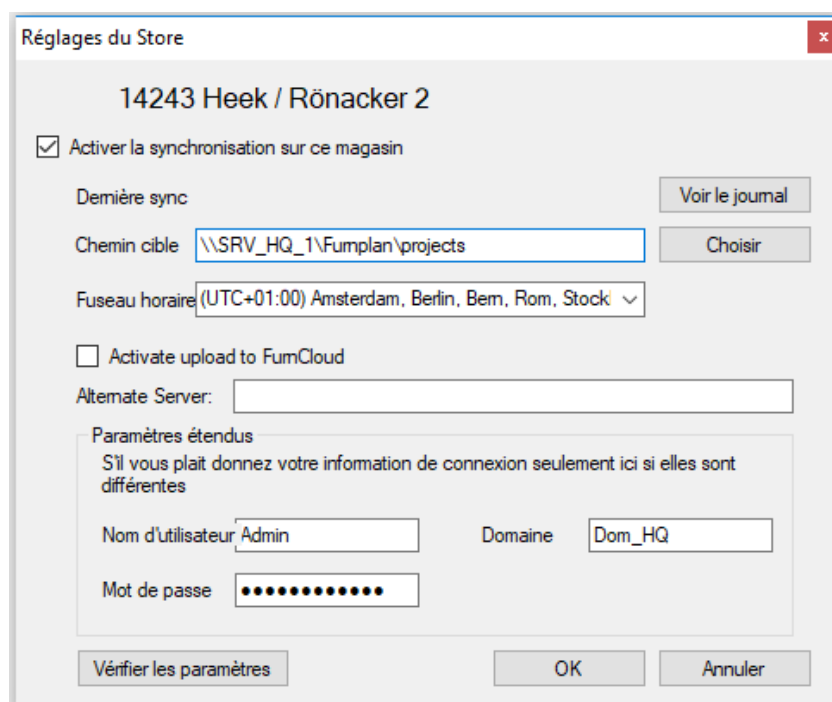 Réglages du Store
x
14243 Heek / Rönacker 2
Activer la synchronisation sur ce magasin
Dernière sync
Voir le journal
Chemin cible
\\SRV_HQ_1\Furnplan\projects
Choisir
Fuseau horaire
(UTC+01:00) Amsterdam, Berlin, Bern, Rom, Stock
Activate upload to FurnCloud
Alternate Server:
Paramètres étendus
S'il vous plait donnez votre information de connexion seulement ici si elles sont
différentes
Nom d'utilisateur
Admin
Domaine
Dom_HQ
Mot de passe
●●●●●●●●●●●●
Vérifier les paramètres
OK
Annuler